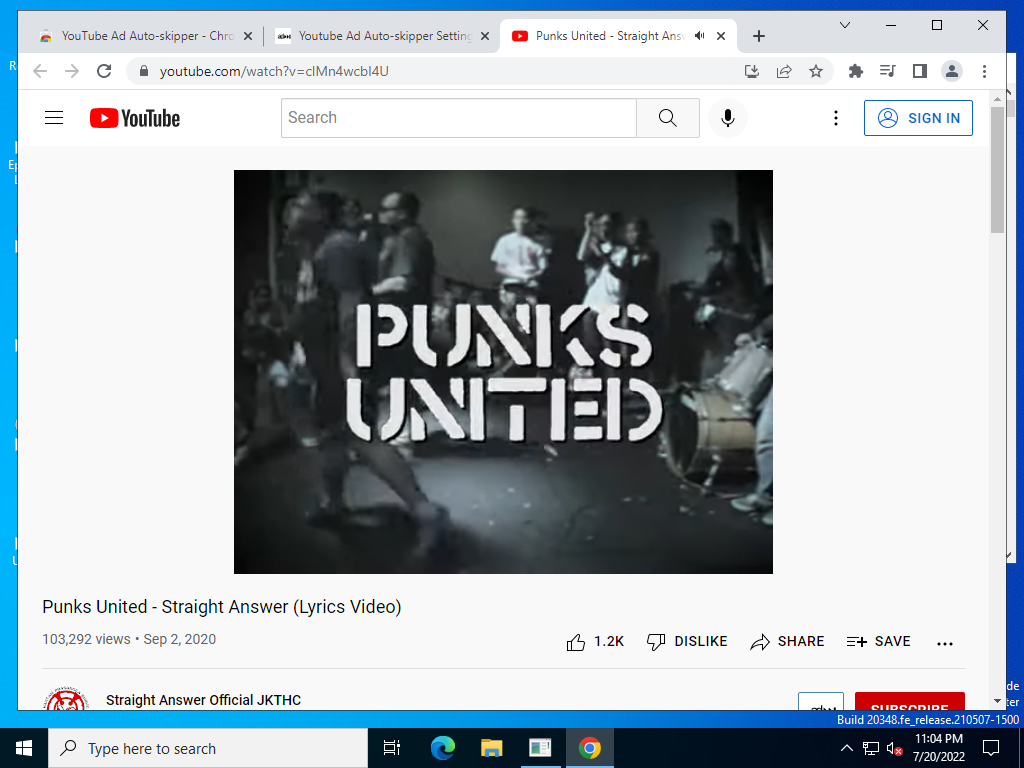 YouTube Ad Auto-skipper - Chro
Youtube Ad Auto-skipper Setting
Punks United - Straight Answ
youtube.com/watch?v=clMn4wcbI4U
YouTube
Search
SIGN IN
PUNKS
UNITED
Punks United - Straight Answer (Lyrics Video)
103,292 views • Sep 2, 2020
1.2K
DISLIKE
SHARE
SAVE
Straight Answer Official JKTHC
SUBSCRIBE
Build 20348.fe_release.210507-1500
Type here to search
11:04 PM
7/20/2022